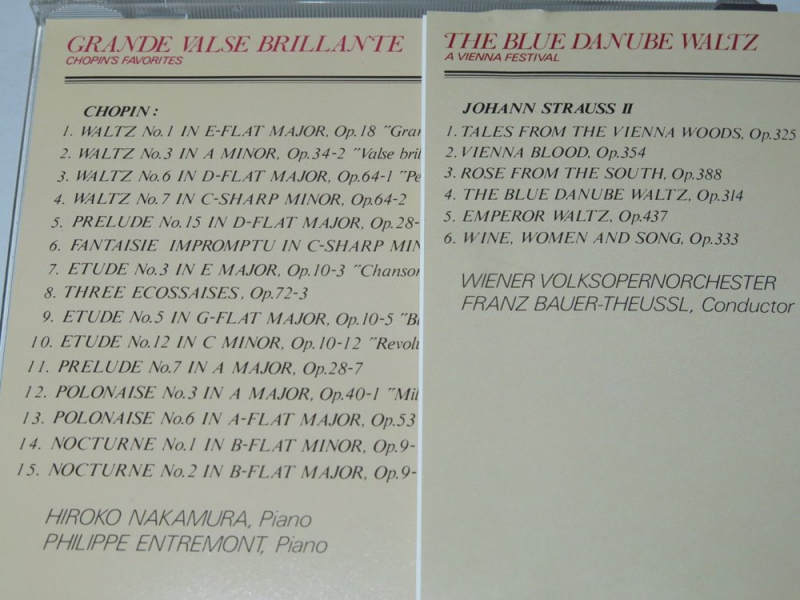 GRANDE VALSE BRILLANTE
CHOPIN'S FAVORITES
CHOPIN:
1. WALTZ No.1 IN E-FLAT MAJOR, Op.18
2. WALTZ No.3 IN A MINOR, Op.34-2 "Valse
3. WALTZ No.6 IN D-FLAT MAJOR, Op.64-1
4. WALTZ No.7 IN C-SHARP MINOR, Op.64-2
5. PRELUDE No.15 IN D-FLAT MAJOR, Op.28-
6. FANTAISIE IMPROMPTU IN C-SHARP
7. ETUDE No.3 IN E MAJOR, Op.10-3 "Chanson
8. THREE ECOSSAISES, Op.72-3
9. ETUDE No.5 IN G-FLAT MAJOR, Op.10-5
10. ETUDE No.12 IN C MINOR, Op.10-12
11. PRELUDE No.7 IN A MAJOR, Op.28-7
12. POLONAISE No.3 IN A MAJOR, Op.40-1
13. POLONAISE No.6 IN A-FLAT MAJOR, Op.53
14. NOCTURNE No.1 IN B-FLAT MINOR, Op.9-
15. NOCTURNE No.2 IN B-FLAT MAJOR, Op.9-
HIROKO NAKAMURA, Piano
PHILIPPE ENTREMONT, Piano
THE BLUE DANUBE WALTZ
A VIENNA FESTIVAL
JOHANN STRAUSS II
1. TALES FROM THE VIENNA WOODS, Op.325
2. VIENNA BLOOD, Op.354
3. ROSE FROM THE SOUTH, Op.388
4. THE BLUE DANUBE WALTZ, Op.314
5. EMPEROR WALTZ, Op.437
6. WINE, WOMEN AND SONG, Op.333
WIENER VOLKSOPERNORCHESTER
FRANZ BAUER-THEUSSL, Conductor